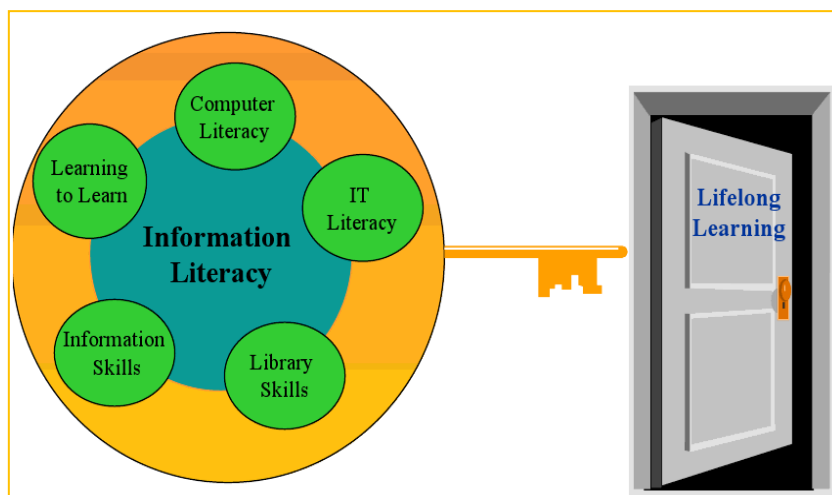 Computer
Literacy
Learning
to Learn
IT
Literacy
Information
Literacy
Information
Skills
Library
Skills
Lifelong
Learning